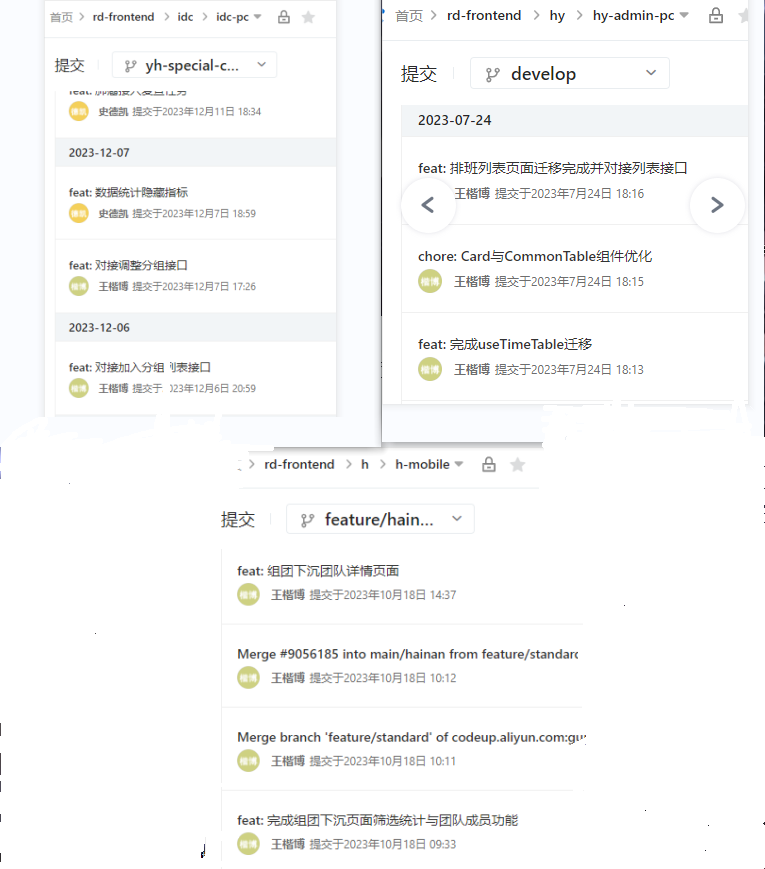 首页 > rd-frontend > idc > idc-pc
提交 yh-special-c...
史德凯 提交于2023年12月11日 18:34
2023-12-07
feat: 数据统计隐藏指标
史德凯 提交于2023年12月7日 18:59
feat: 对接调整分组接口
楷博 王楷博 提交于2023年12月7日 17:26
2023-12-06
feat: 对接加入分组 列表接口
楷博 王楷博 提交于 2023年12月6日 20:59
首页 > rd-frontend > hy > hy-admin-pc
提交 develop
2023-07-24
feat: 排班列表页面迁移完成并对接列表接口
王楷博 提交于2023年7月24日 18:16
chore: Card与CommonTable组件优化
楷博 王楷博 提交于2023年7月24日 18:15
feat: 完成useTimeTable迁移
楷博 王楷博 提交于2023年7月24日 18:13
> rd-frontend > h > h-mobile
提交 feature/hain...
feat: 组团下沉团队详情页面
楷博 王楷博 提交于2023年10月18日 14:37
Merge #9056185 into main/hainan from feature/standard
楷博 王楷博 提交于2023年10月18日 10:12
Merge branch 'feature/standard' of codeup.aliyun.com:gu
楷博 王楷博 提交于2023年10月18日 10:11
feat: 完成组团下沉页面筛选统计与团队成员功能
楷博 王楷博 提交于2023年10月18日 09:33